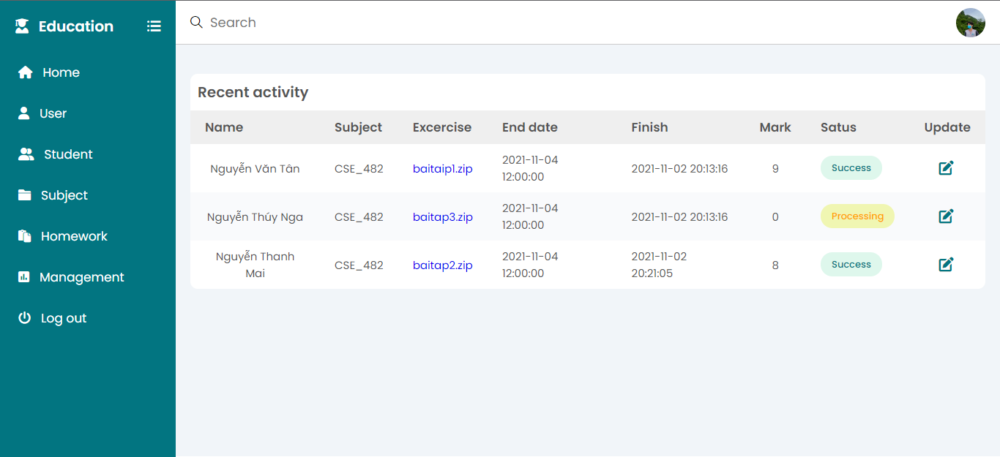 Education
Search
Home
User
Student
Subject
Homework
Management
Log out
Recent activity
Name Subject Excercise End date Finish Mark Satus Update
Nguyễn Văn Tân CSE_482 baitaip1.zip 2021-11-04 12:00:00 2021-11-02 20:13:16 9 Success
Nguyễn Thúy Nga CSE_482 baitap3.zip 2021-11-04 12:00:00 2021-11-02 20:13:16 0 Processing
Nguyễn Thanh Mai CSE_482 baitap2.zip 2021-11-04 12:00:00 2021-11-02 20:21:05 8 Success